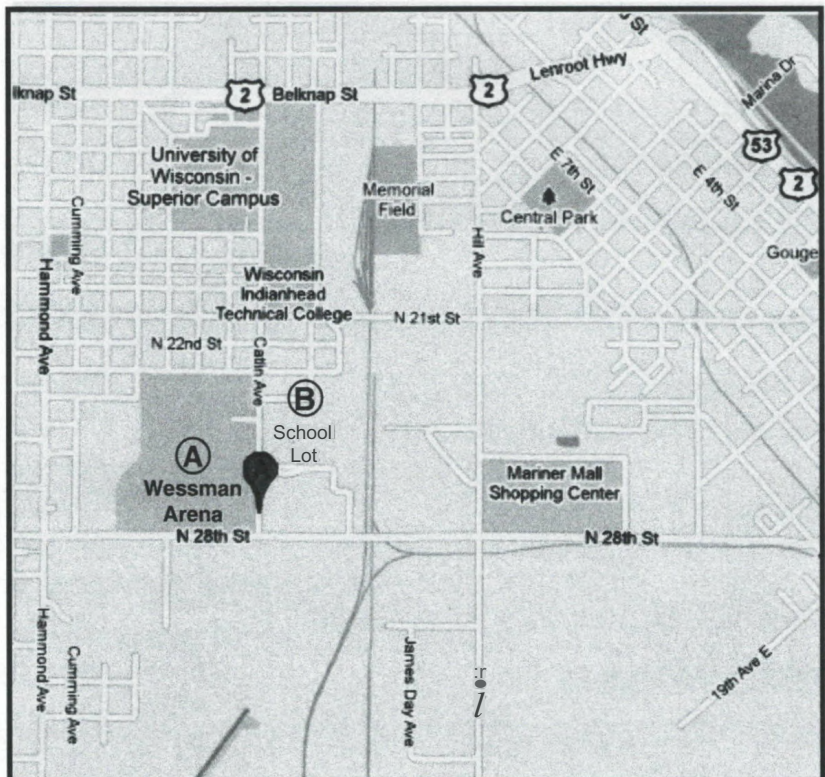 lknap St
2
Belknap St
2
Lenroot Hwy
Marina Dr
53
2
E 7th St
E 4th St
University of
Wisconsin -
Superior Campus
Memorial
Field
Central Park
Cumming Ave
Hammond Ave
Hill Ave
Gouge
Wisconsin
Indianhead
Technical College
N 21st St
N 22nd St
Catlin Ave
B
School
Lot
A
Wessman
Arena
Mariner Mall
Shopping Center
N 28th St
N 28th St
Hammond Ave
Cumming Ave
James Day Ave
19th Ave E